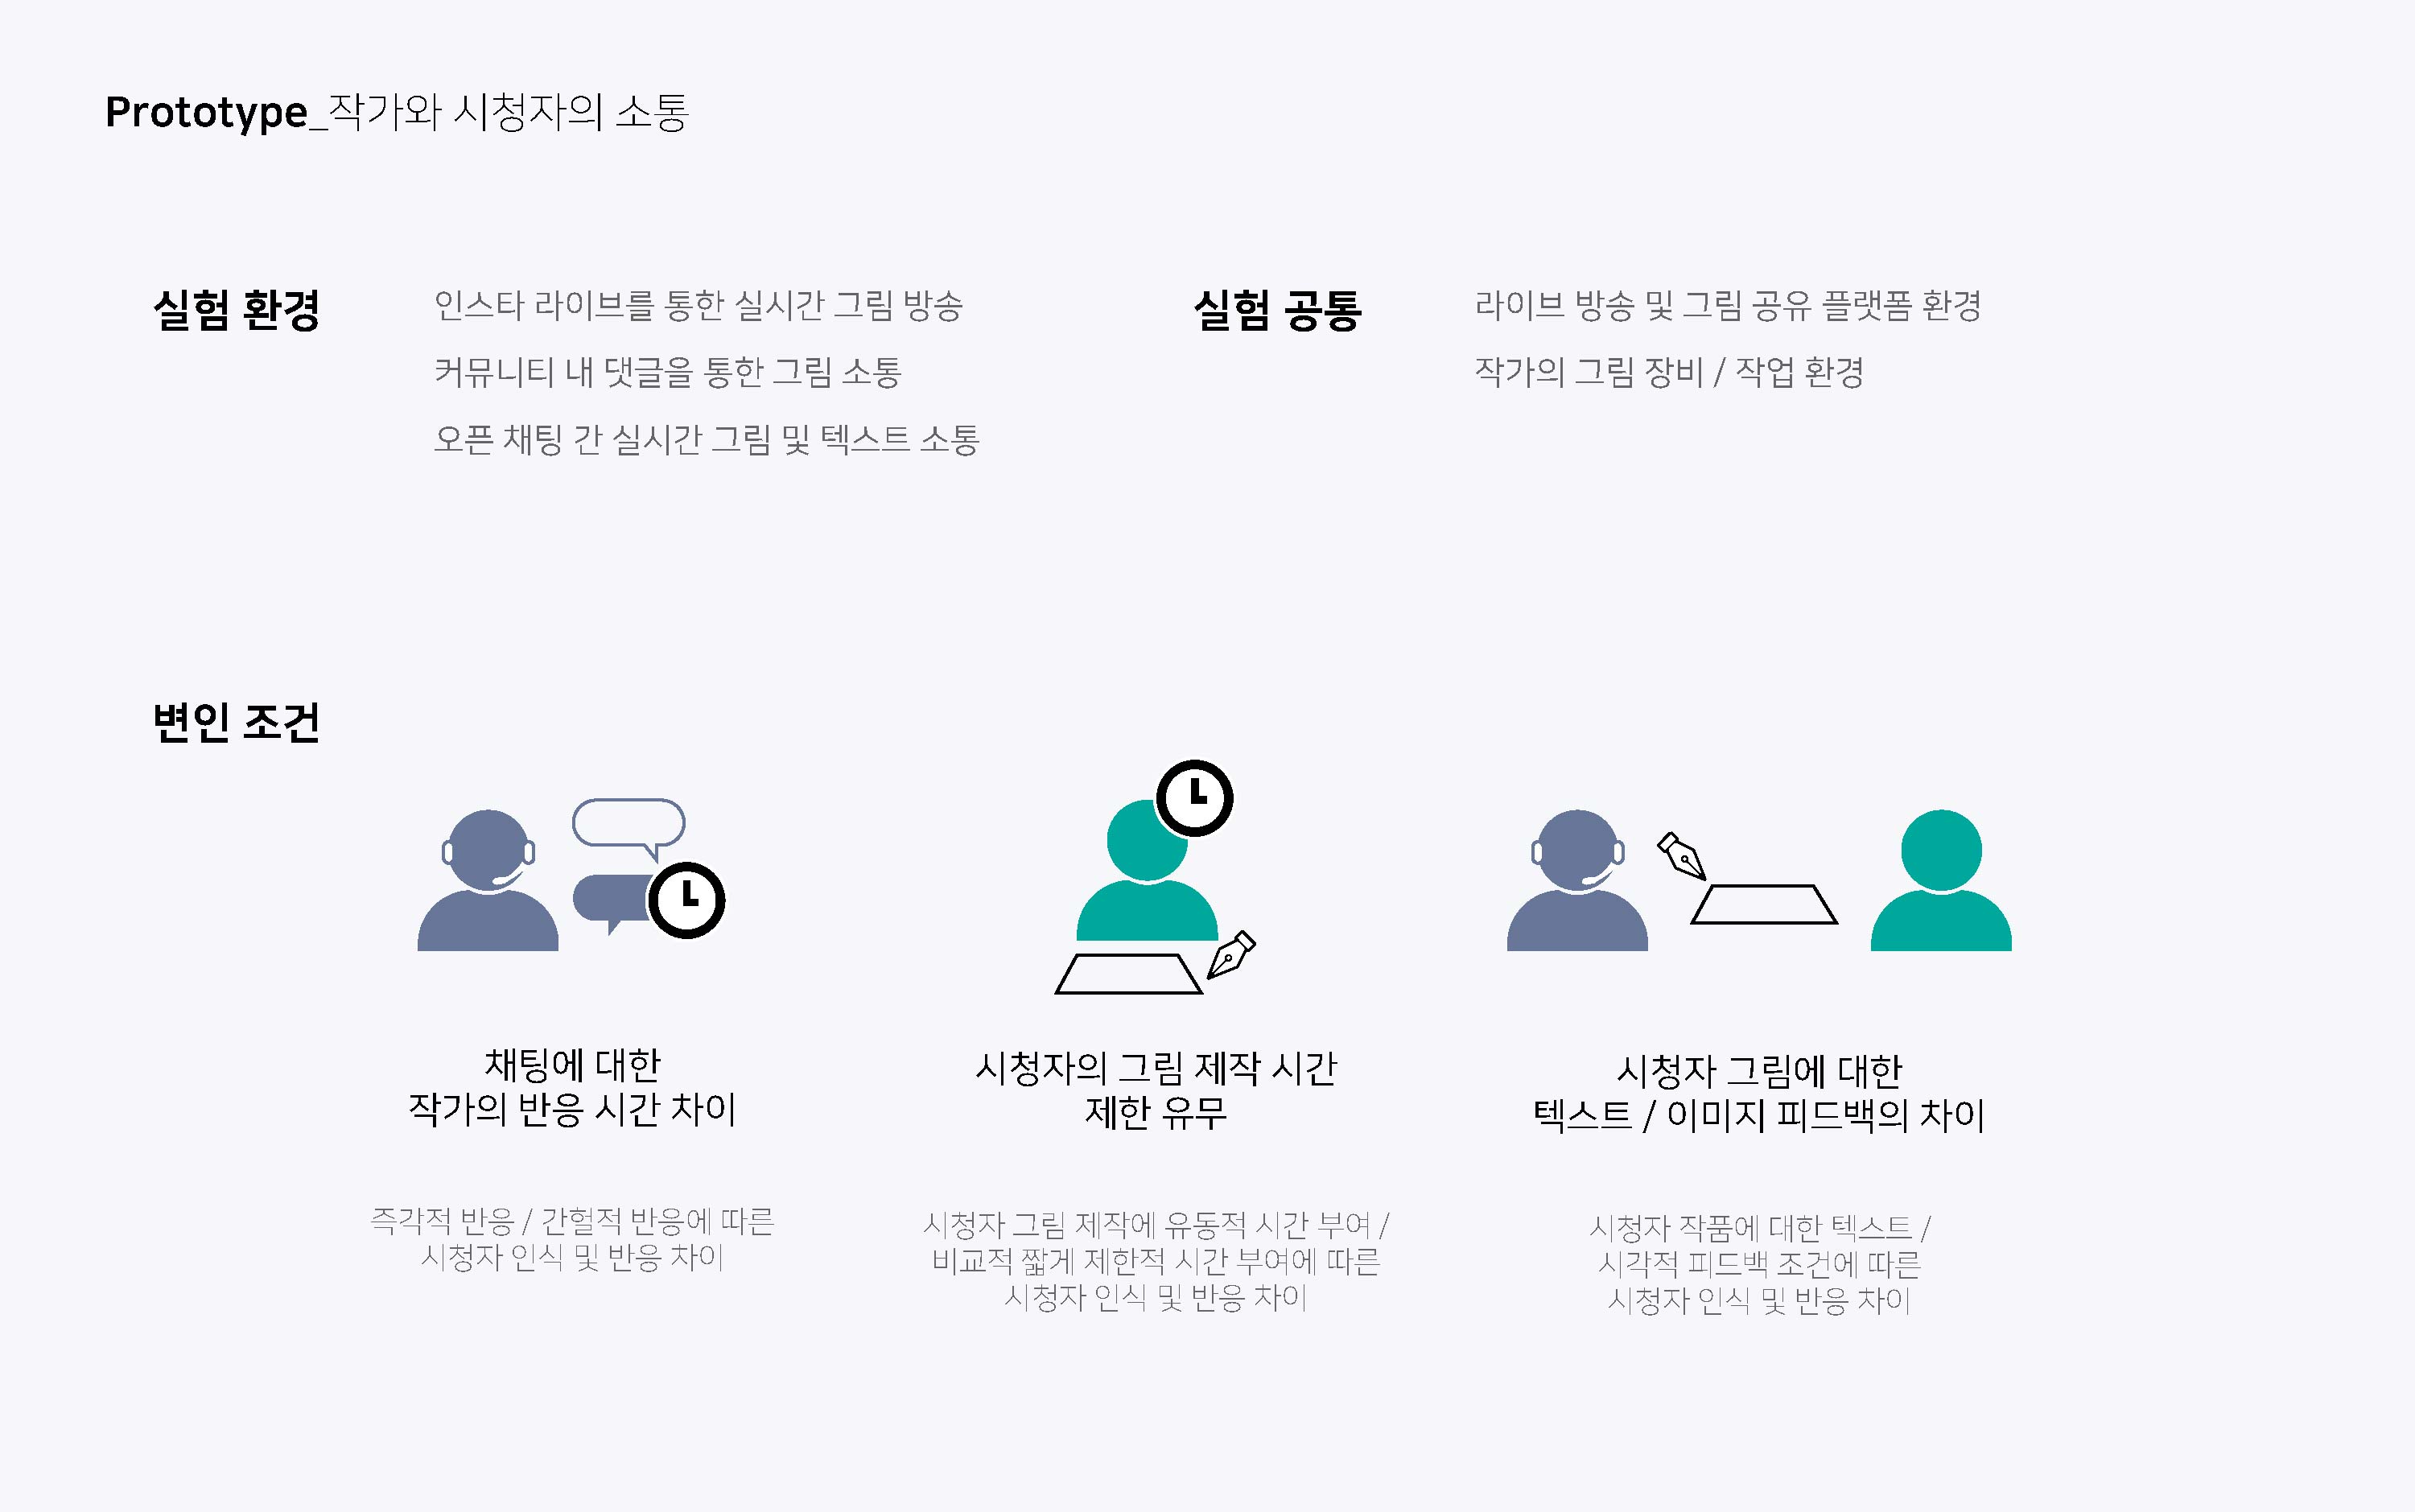 Prototype_작가와 시청자의 소통
실험 환경
인스타 라이브를 통한 실시간 그림 방송
커뮤니티 내 댓글을 통한 그림 소통
오픈 채팅 간 실시간 그림 및 텍스트 소통
실험 공통
라이브 방송 및 그림 공유 플랫폼 환경
작가의 그림 장비 / 작업 환경
변인 조건
채팅에 대한
작가의 반응 시간 차이
즉각적 반응 / 간헐적 반응에 따른
시청자 인식 및 반응 차이
시청자의 그림 제작 시간
제한 유무
시청자 그림 제작에 유동적 시간 부여 /
비교적 짧게 제한적 시간 부여에 따른
시청자 인식 및 반응 차이
시청자 그림에 대한
텍스트 / 이미지 피드백의 차이
시청자 작품에 대한 텍스트 /
시각적 피드백 조건에 따른
시청자 인식 및 반응 차이